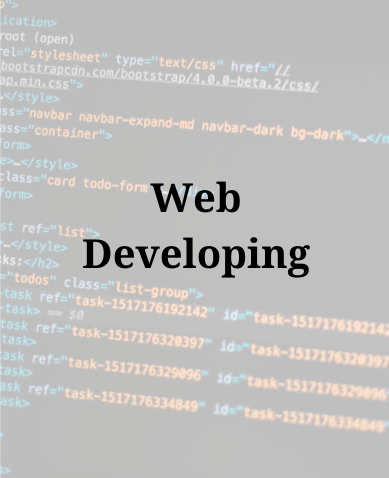 p">
ication>
root (open)
rel="stylesheet" type="text/css" href="//
bootstrapcdn.com/bootstrap/4.0.0-beta.2/css/
ap.min.css">
…</style>
ass="navbar navbar-expand-md navbar-dark bg-dark">…</n
ass="container">
form>
e>…</style>
class="card todo-form
form>
Web
st ref="list">
Developing
>…</style>
sks:</h2>
="todos" class="list-group">
-task ref="task-1517176192142" id="task-1517176192142
-task> == $0
task ref="task-1517176320397" id="task-1517176320397
task>
task ref="task-1517176329096" id="task-1517176329096
task>
ask ref="task-1517176334849" id="task-1517176334849"
ask>
>